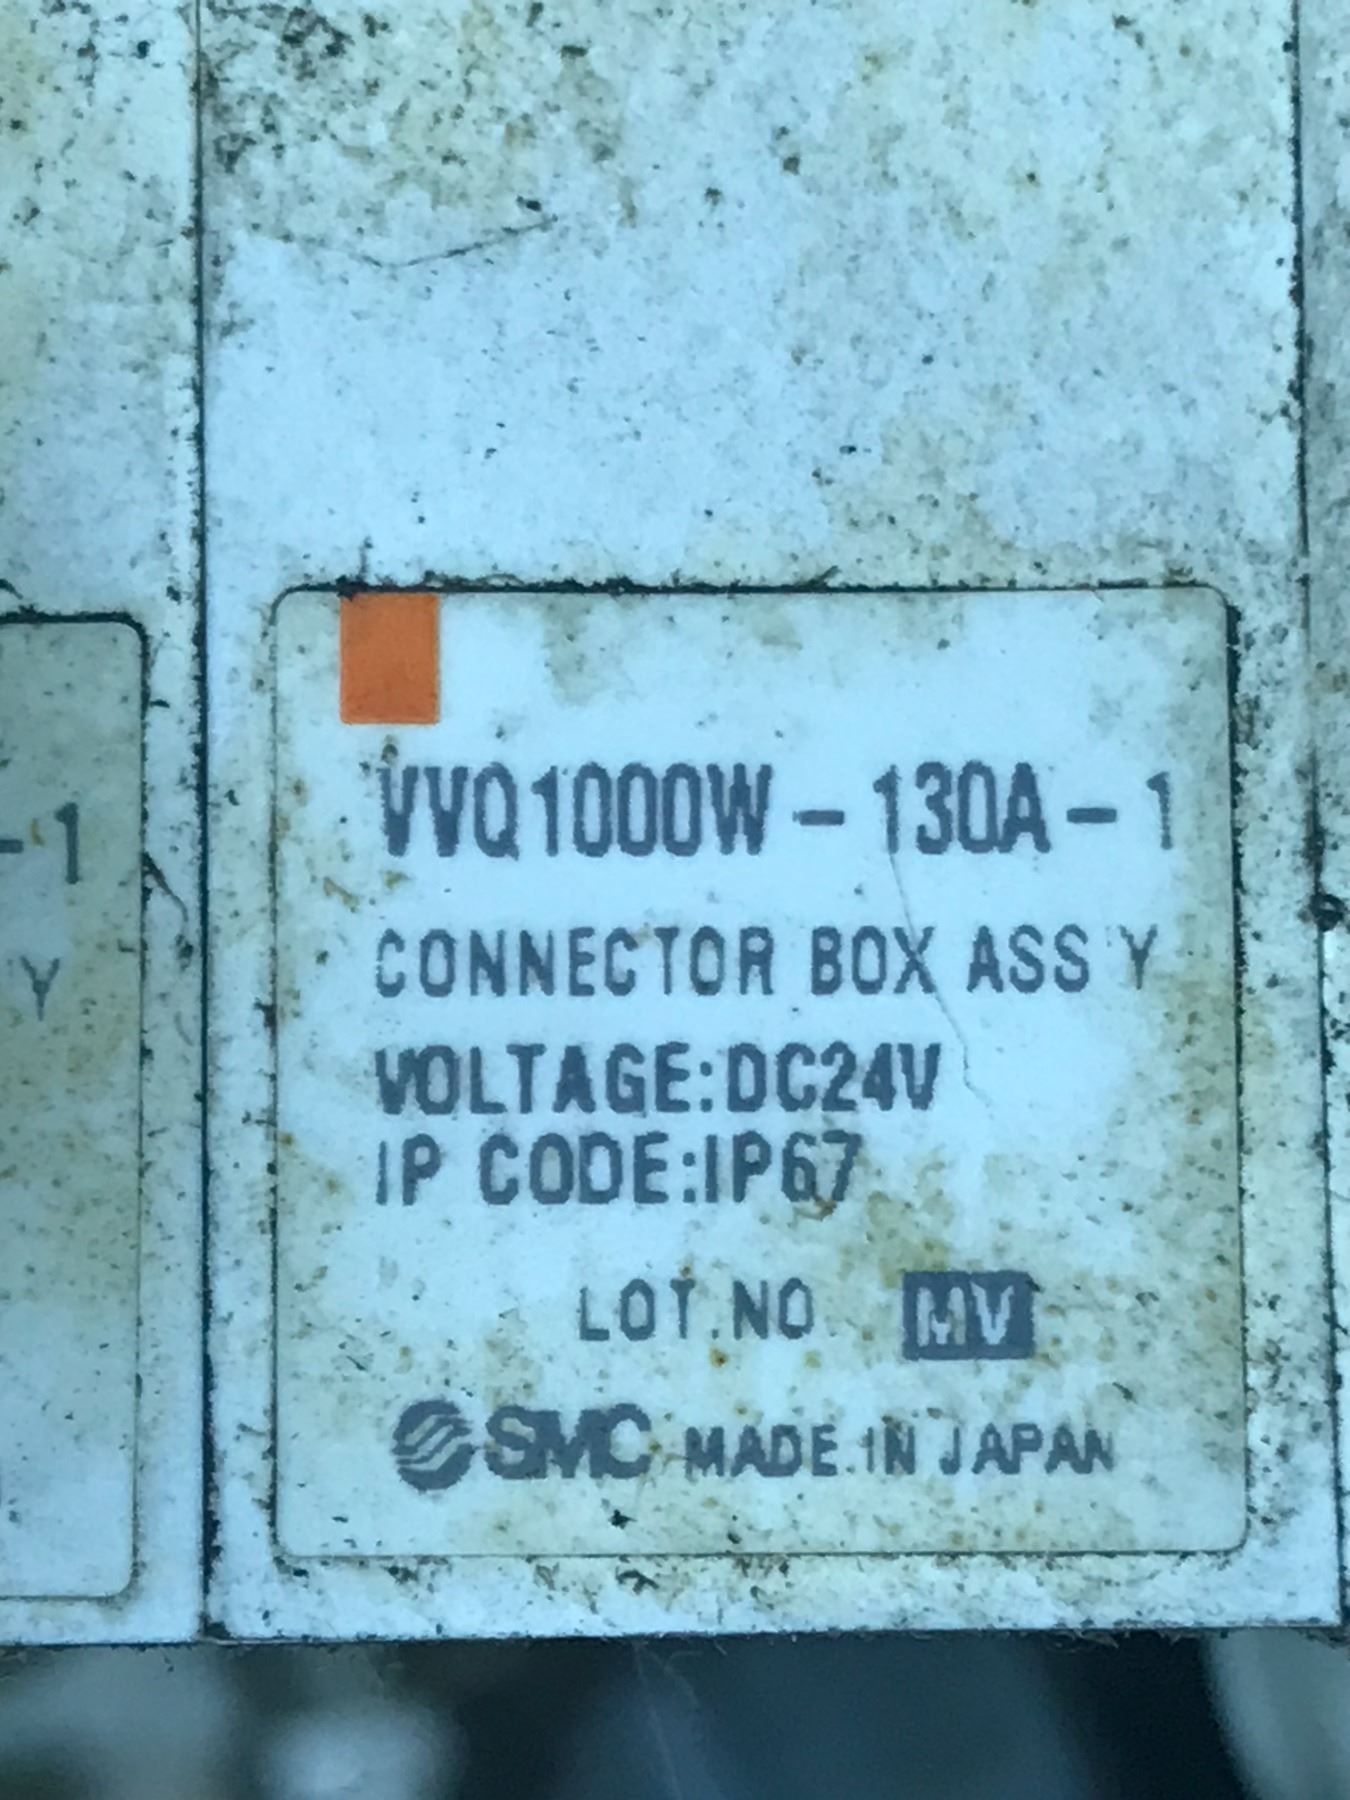 VVQ1000W-130A-1
CONNECTOR BOX ASS'Y
VOLTAGE:DC24V
IP CODE:IP67
LOT.NO. MV
SMC MADE IN JAPAN
-1
Y